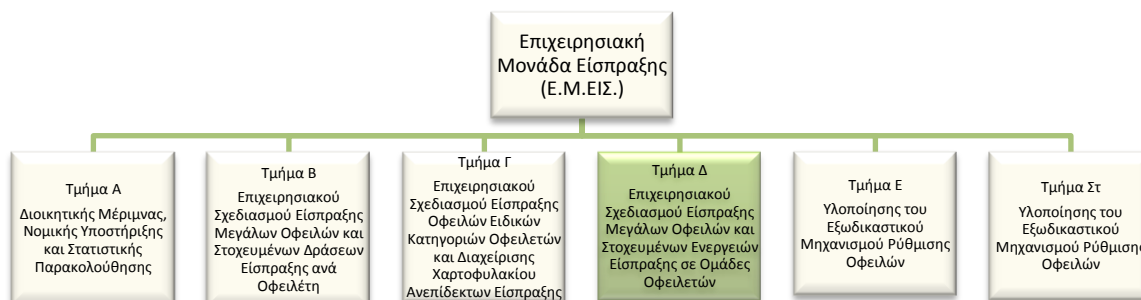 Επιχειρησιακή
Μονάδα Είσπραξης
(Ε.Μ.ΕΙΣ.)
Τμήμα Α
Διοικητικής Μέριμνας,
Νομικής Υποστήριξης
και Στατιστικής
Παρακολούθησης
Τμήμα Β
Επιχειρησιακού
Σχεδιασμού Είσπραξης
Μεγάλων Οφειλών και
Στοχευμένων Δράσεων
Είσπραξης ανά
Οφειλέτη
Τμήμα Γ
Επιχειρησιακού
Σχεδιασμού Είσπραξης
Οφειλών Ειδικών
Κατηγοριών Οφειλετών
και Διαχείρισης
Χαρτοφυλακίου
Ανεπίδεκτων Είσπραξης
Τμήμα Δ
Επιχειρησιακού
Σχεδιασμού Είσπραξης
Μεγάλων Οφειλών και
Στοχευμένων Ενεργειών
Είσπραξης σε Ομάδες
Οφειλετών
Τμήμα Ε
Υλοποίησης του
Εξωδικαστικού
Μηχανισμού Ρύθμισης
Οφειλών
Τμήμα Στ
Υλοποίησης του
Εξωδικαστικού
Μηχανισμού Ρύθμισης
Οφειλών